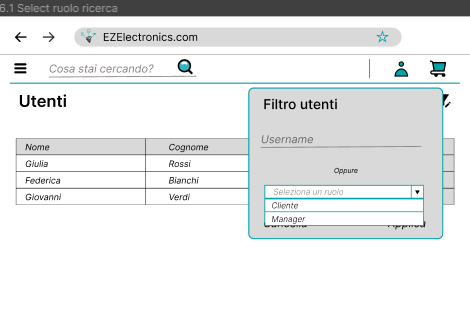 6.1 Select ruolo ricerca
EZElectronics.com
Cosa stai cercando?
Utenti
Filtro utenti
Username
Nome Cognome
Giulia Rossi
Oppure
Federica Bianchi
Seleziona un ruolo
Giovanni Verdi
Cliente
Manager
Cancella Applica